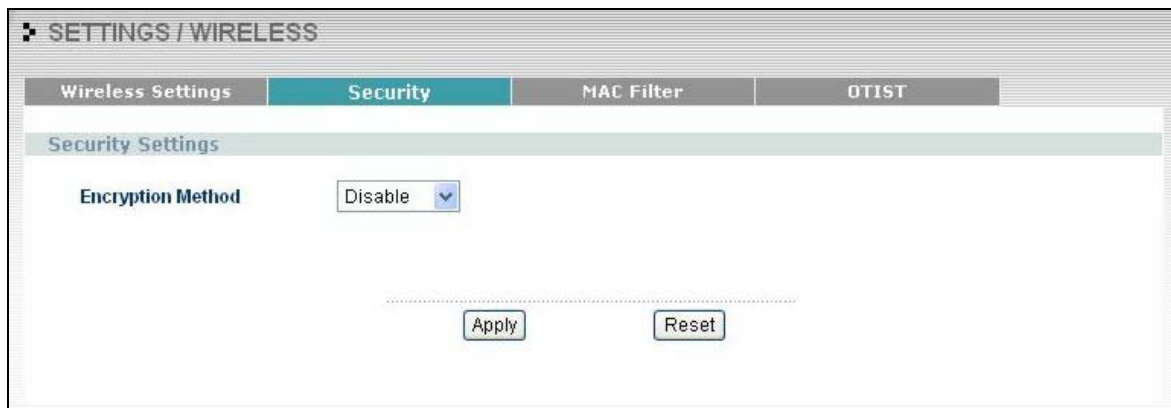 SETTINGS / WIRELESS
Wireless Settings Security MAC Filter OTIST
Security Settings
Encryption Method Disable
Apply Reset